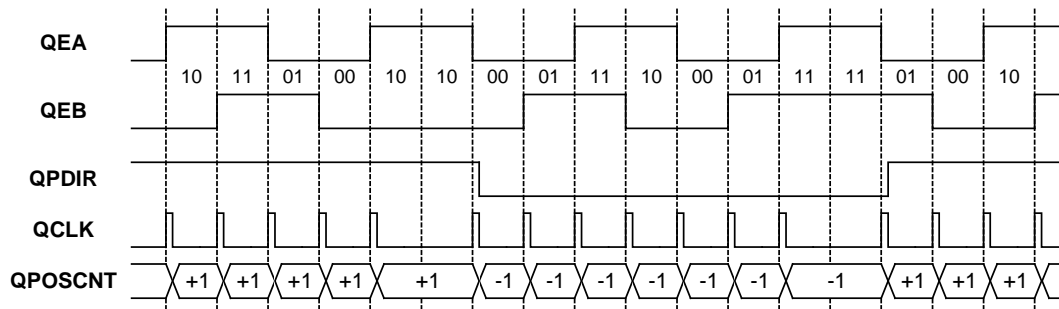 QEA
10 11 01 00 10 10 00 01 11 10 00 01 11 11 01 00 10
QEB
QPDIR
QCLK
QPOSCNT +1 +1 +1 +1 +1 -1 -1 -1 -1 -1 -1 -1 +1 +1 +1